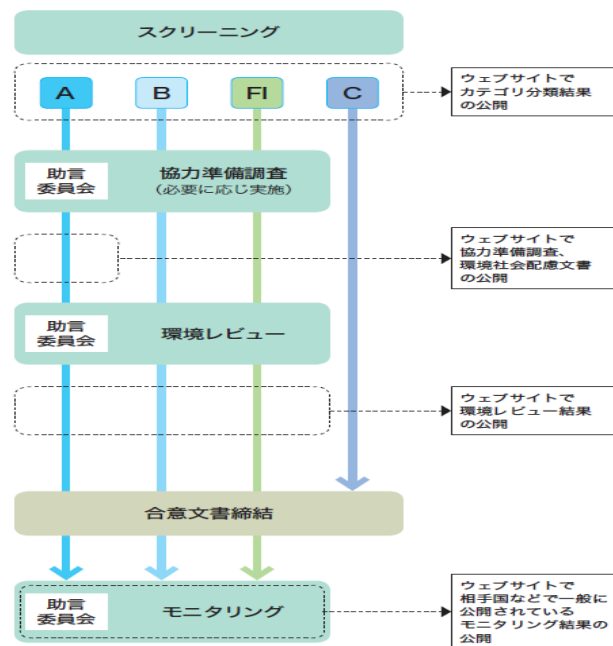 スクリーニング
A
B
FI
C
ウェブサイトで
カテゴリ分類結果
の公開
助言
委員会
協力準備調査
(必要に応じ実施)
ウェブサイトで
協力準備調査、
環境社会配慮文書
の公開
助言
委員会
環境レビュー
ウェブサイトで
環境レビュー結果
の公開
合意文書締結
助言
委員会
モニタリング
ウェブサイトで
相手国などで一般に
公開されている
モニタリング結果の
公開